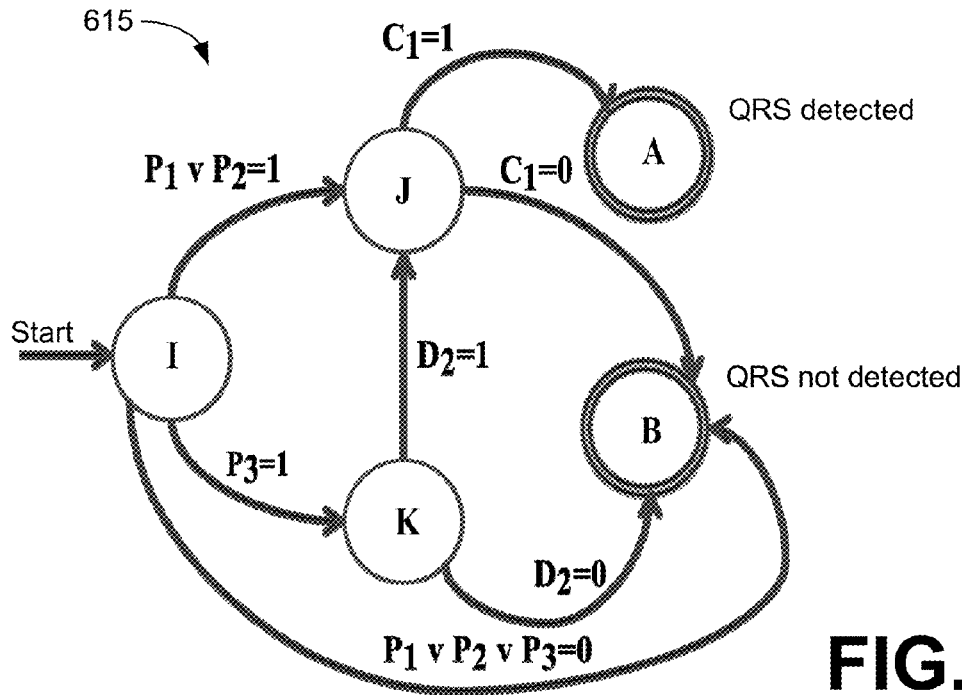 615
C₁=1
QRS detected
A
P₁ v P₂=1
J
C₁=0
Start
I
D₂=1
QRS not detected
B
P₃=1
K
D₂=0
P₁ v P₂ v P₃=0
FIG.